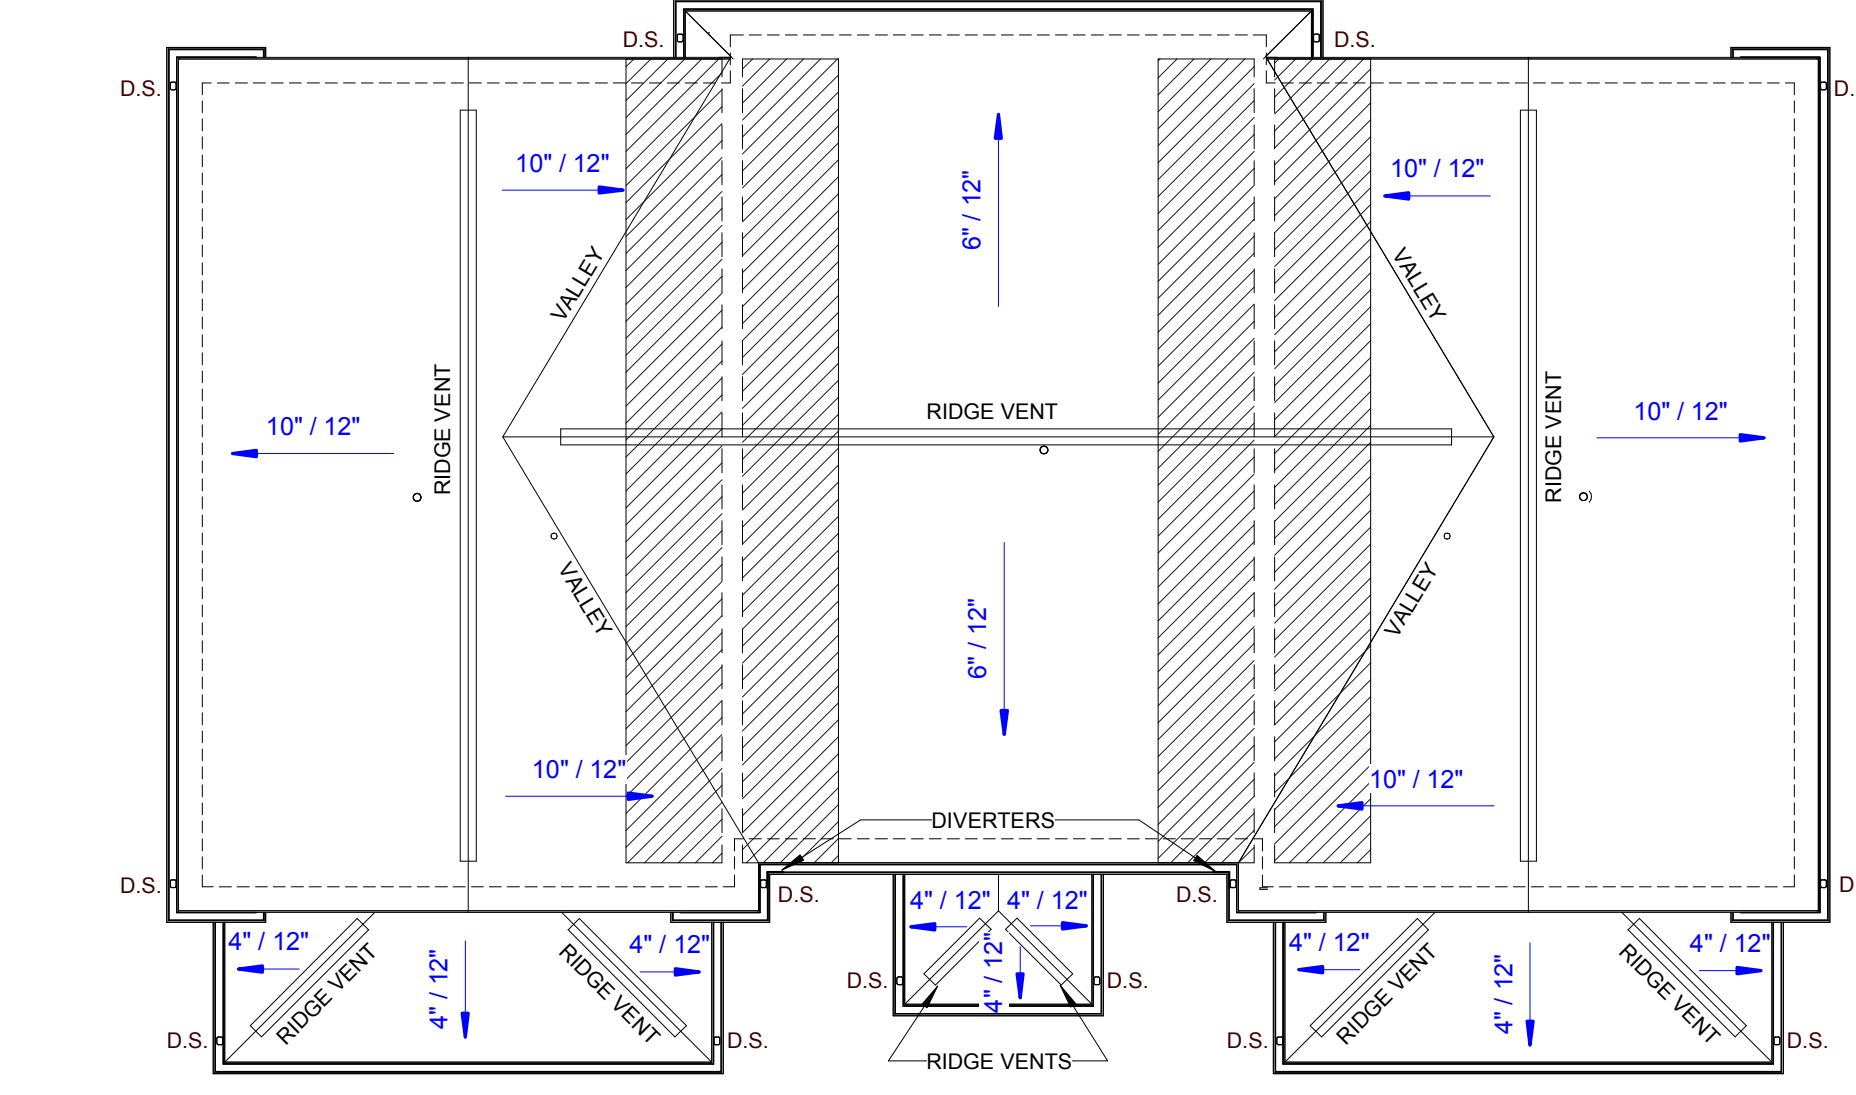 D.S.
D.S.
D.S.
D.
10" / 12"
10" / 12"
6" / 12"
VALLEY
VALLEY
RIDGE VENT
RIDGE VENT
RIDGE VENT
10" / 12"
10" / 12"
VALLEY
VALLEY
6" / 12"
10" / 12"
10" / 12"
DIVERTERS
D.S.
D.S.
D.S.
D
4" / 12"
4" / 12"
4" / 12"
4" / 12"
4" / 12"
4" / 12"
4" / 12"
4" / 12"
4" / 12"
RIDGE VENT
RIDGE VENT
RIDGE VENT
RIDGE VENT
D.S.
D.S.
D.S.
D.S.
D.S.
D.S.
RIDGE VENTS